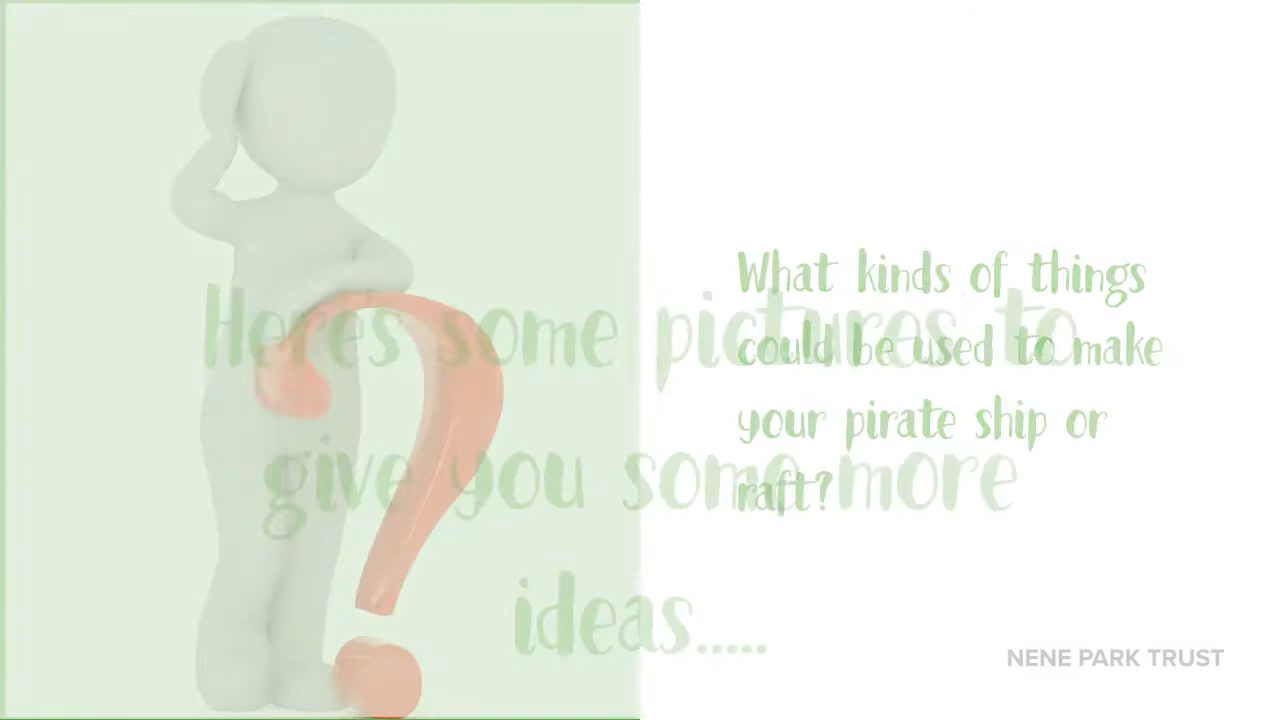 What kinds of things
could be used to make
your pirate ship or
raft?
Here's some pictures to
give you some more
ideas.....
NENE PARK TRUST